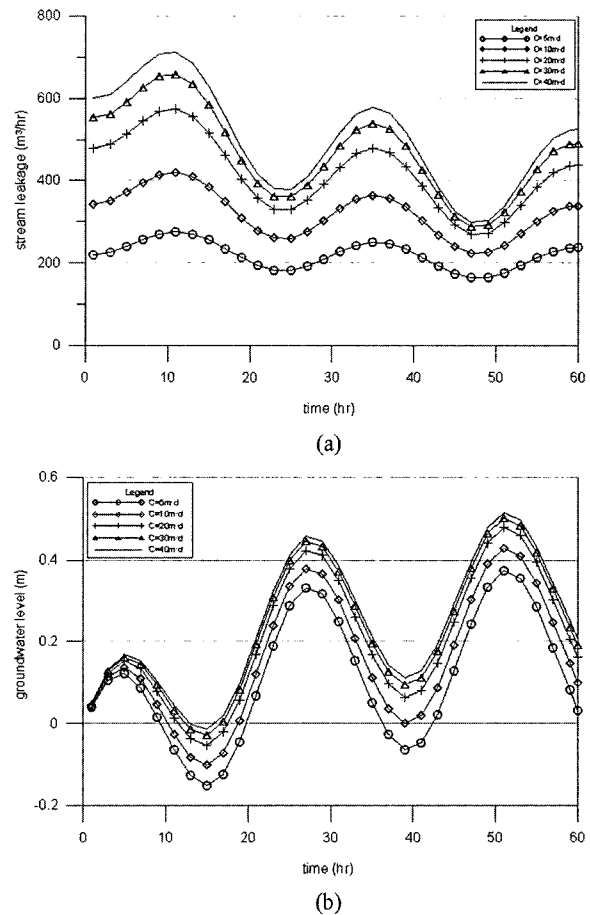 800
600
400
200
0
stream leakage (m³/hr)
Legend
C=5m·d
C=10m·d
C=20m·d
C=30m·d
C=40m·d
0 10 20 30 40 50 60
time (hr)
(a)
0.6
0.4
0.2
0
-0.2
groundwater level (m)
Legend
C=5m·d
C=10m·d
C=20m·d
C=30m·d
C=40m·d
0 10 20 30 40 50 60
time (hr)
(b)